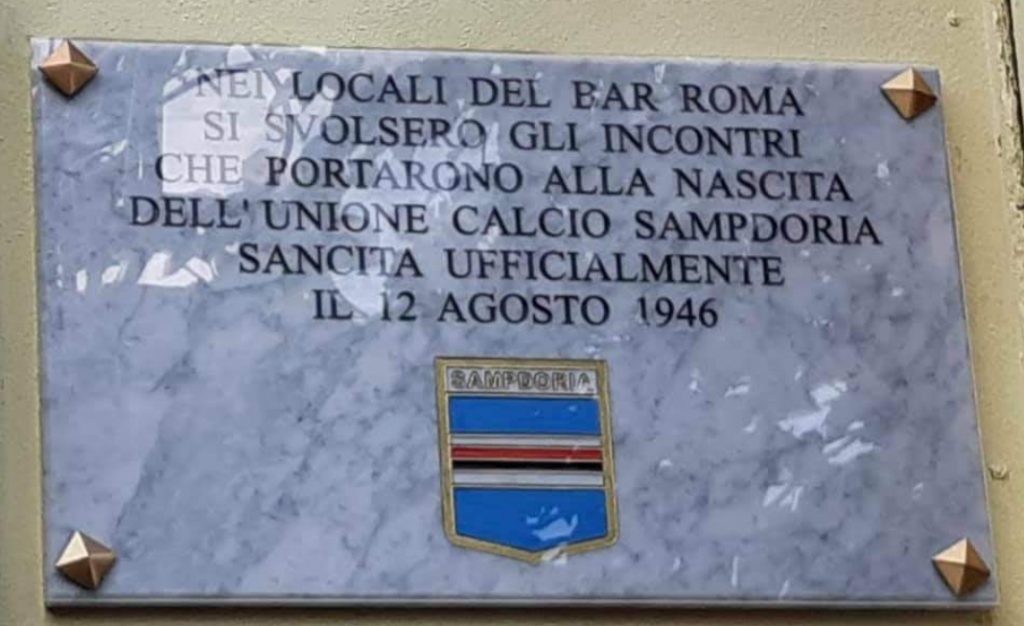 NEI LOCALI DEL BAR ROMA
SI SVOLSERO GLI INCONTRI
CHE PORTARONO ALLA NASCITA
DELL'UNIONE CALCIO SAMPDORIA
SANCITA UFFICIALMENTE
IL 12 AGOSTO 1946
SAMPDORIA